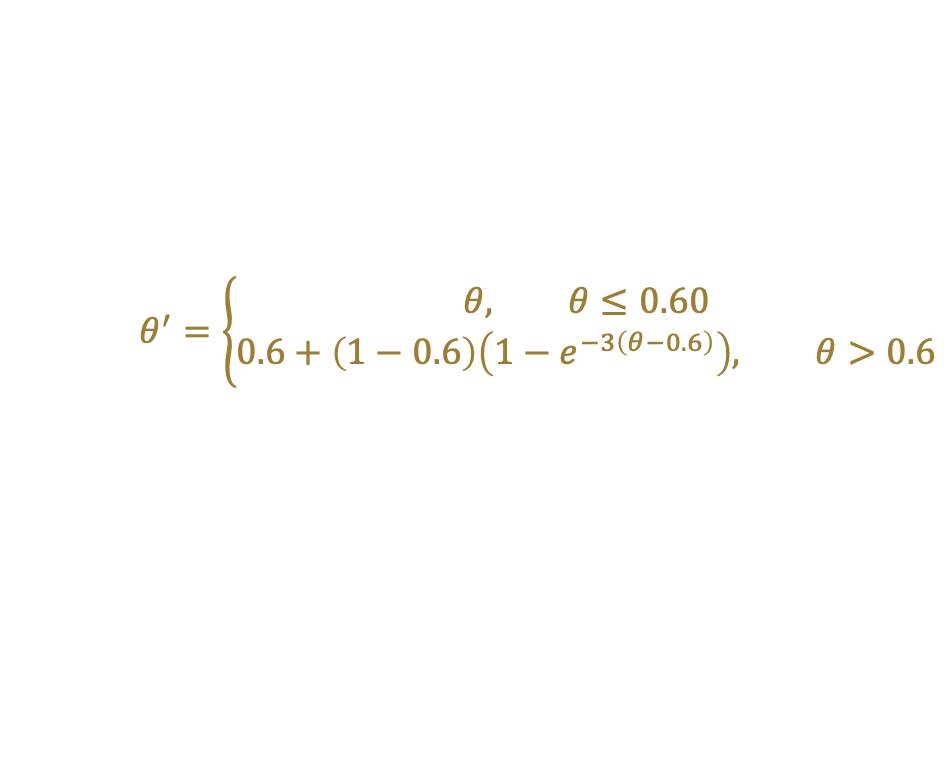 θ′ = { θ, θ ≤ 0.60
0.6 + (1 − 0.6)(1 − e^−3(θ−0.6)), θ > 0.6